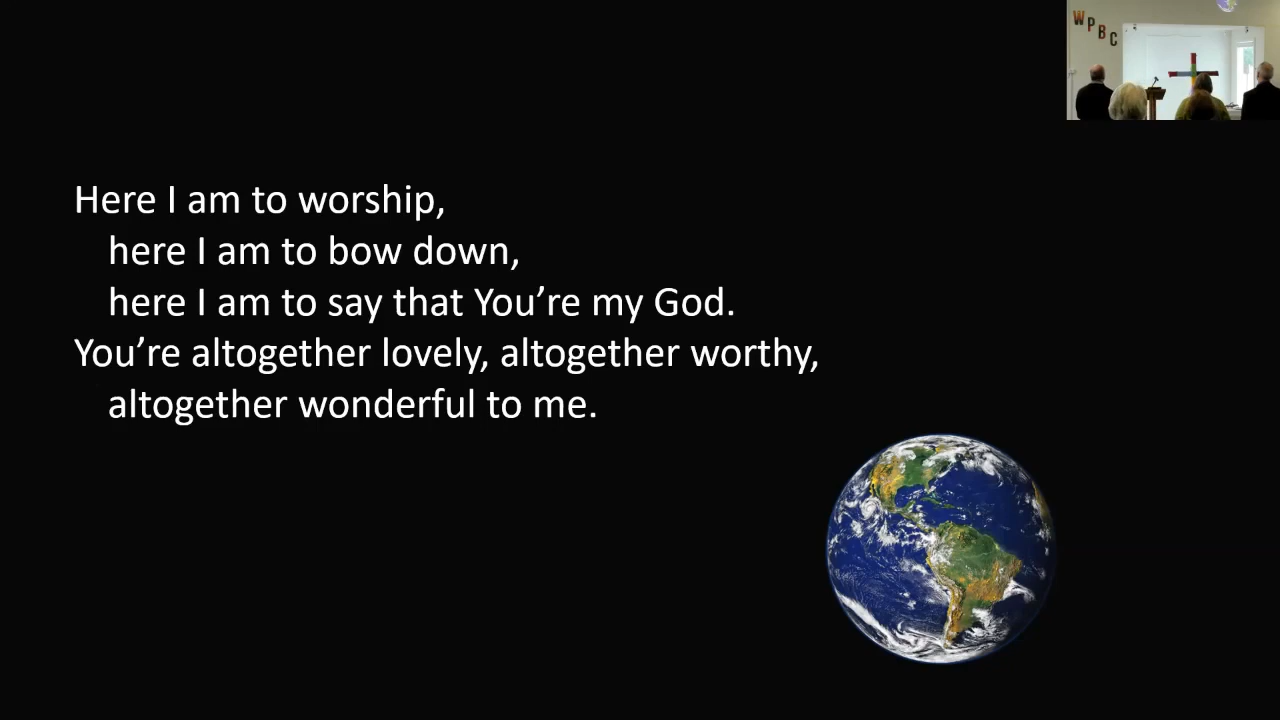 Here I am to worship,
here I am to bow down,
here I am to say that You’re my God.
You’re altogether lovely, altogether worthy,
altogether wonderful to me.
WPBC